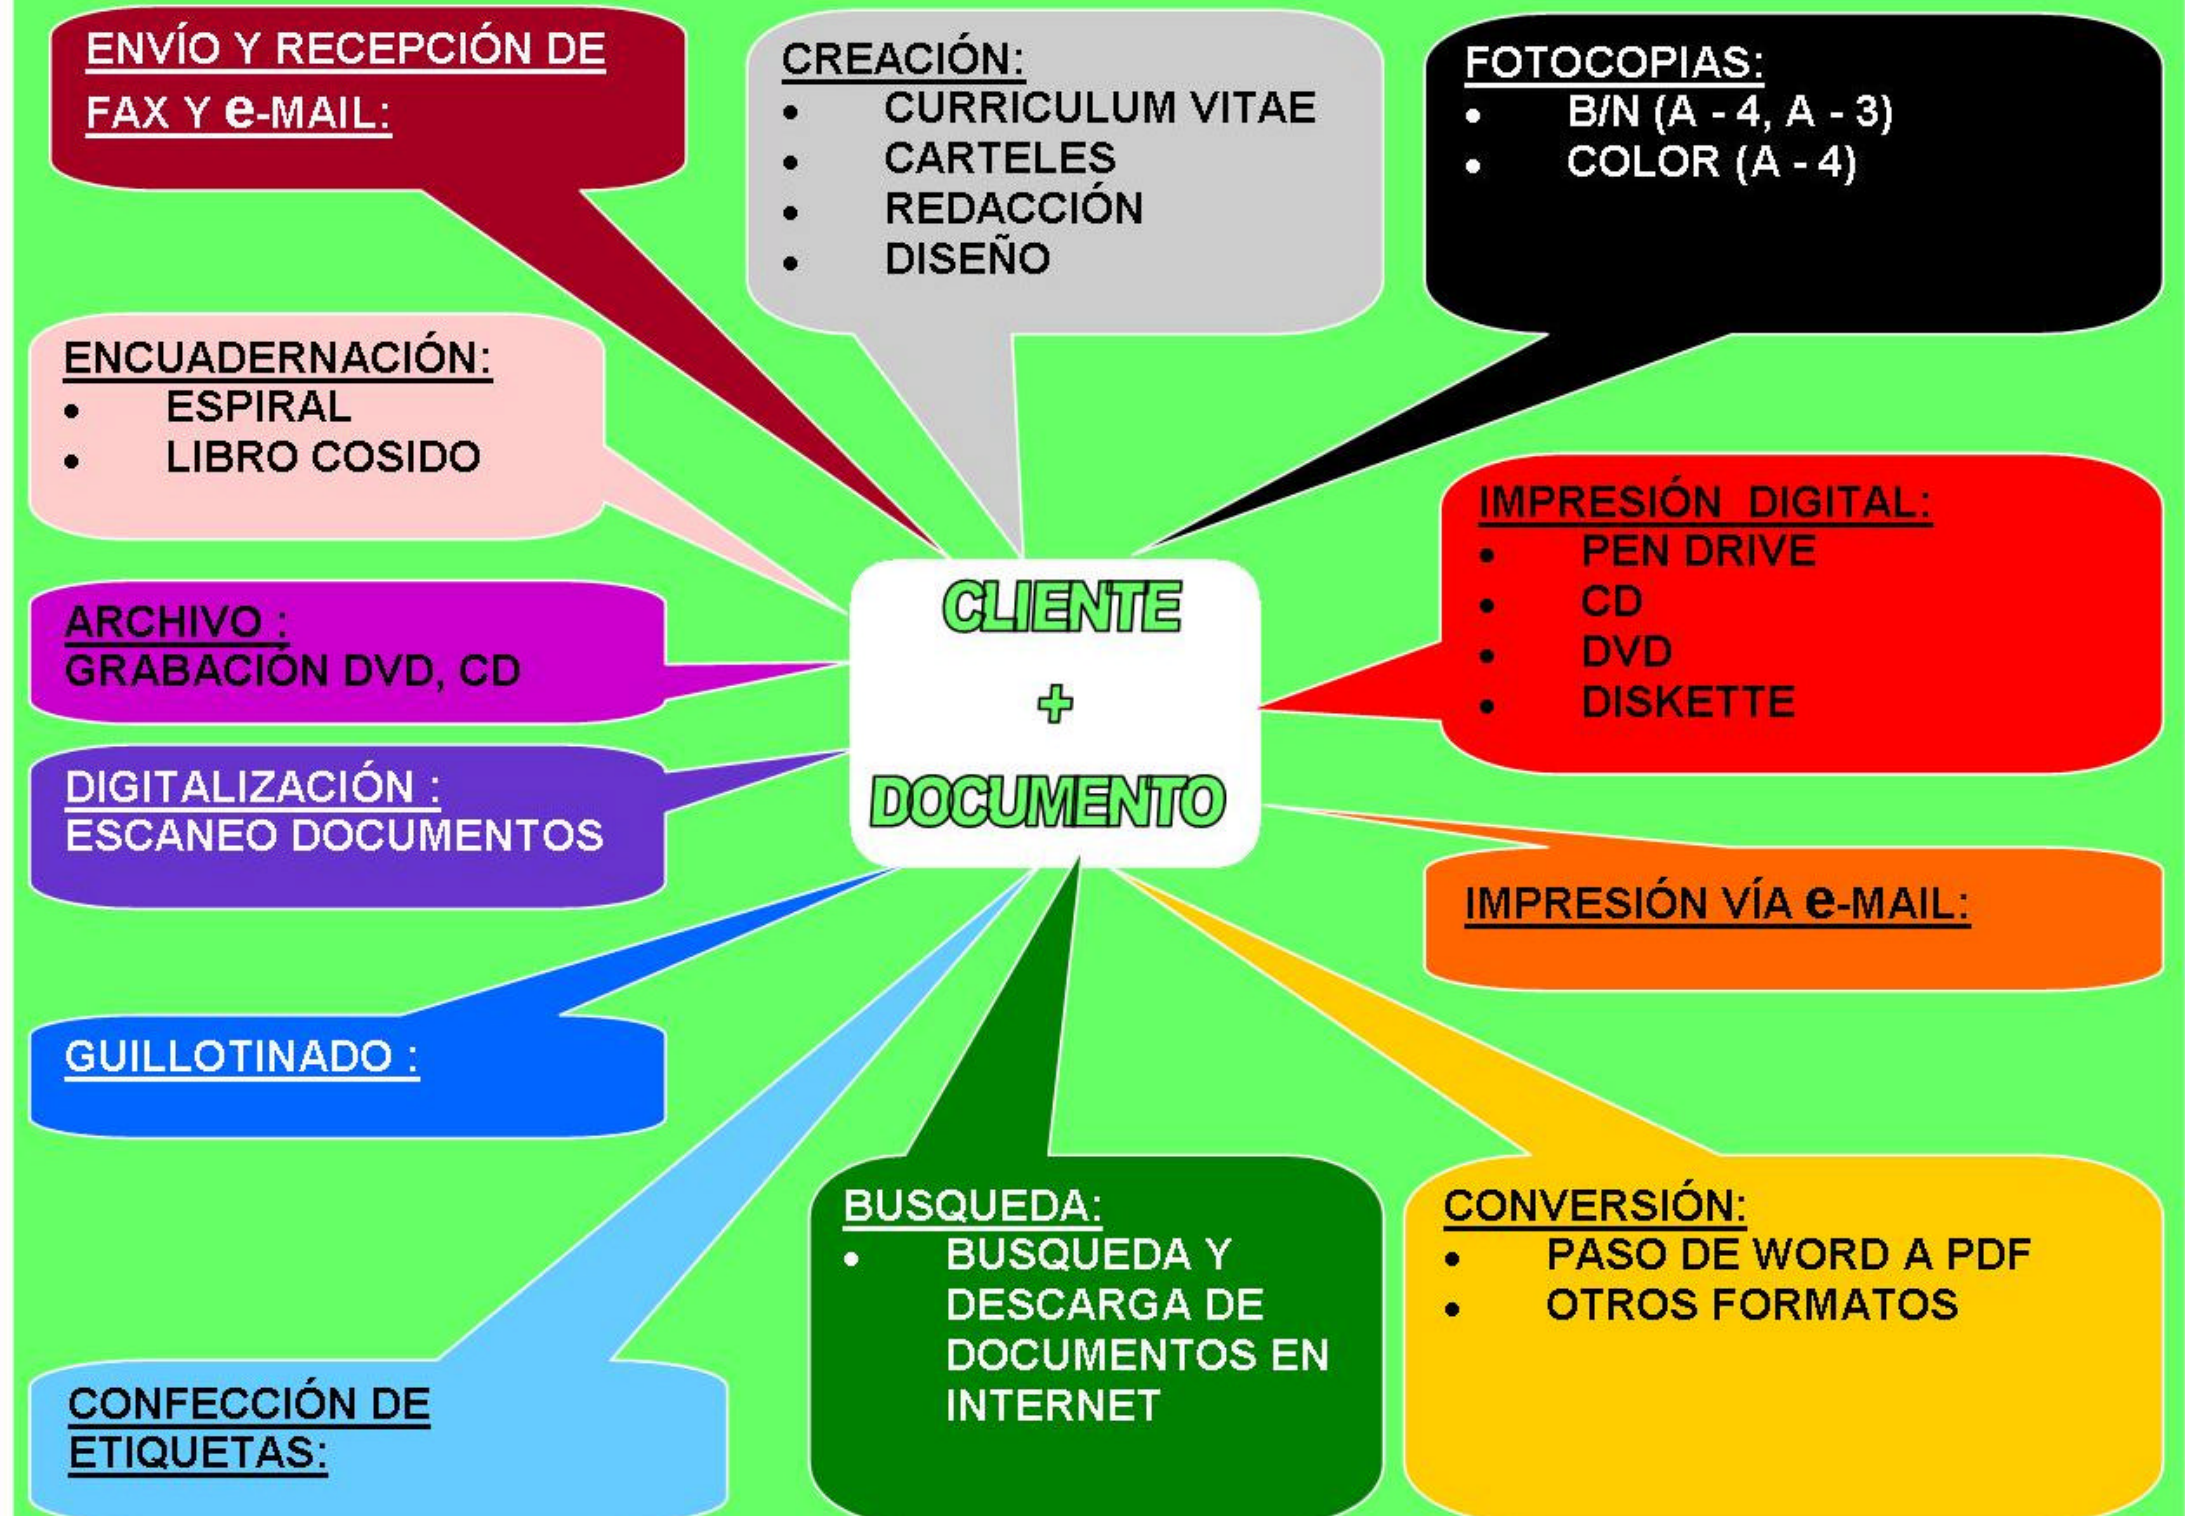 ENVÍO Y RECEPCIÓN DE
FAX Y e-MAIL:
CREACIÓN:
• CURRICULUM VITAE
• CARTELES
• REDACCIÓN
• DISEÑO
FOTOCOPIAS:
• B/N (A - 4, A - 3)
• COLOR (A - 4)
ENCUADERNACIÓN:
• ESPIRAL
• LIBRO COSIDO
IMPRESIÓN DIGITAL:
• PEN DRIVE
• CD
• DVD
• DISKETTE
CLIENTE
+
DOCUMENTO
ARCHIVO :
GRABACIÓN DVD, CD
DIGITALIZACIÓN :
ESCANEO DOCUMENTOS
IMPRESIÓN VÍA e-MAIL:
GUILLOTINADO :
CONFECCIÓN DE
ETIQUETAS:
BUSQUEDA:
• BUSQUEDA Y
DESCARGA DE
DOCUMENTOS EN
INTERNET
CONVERSIÓN:
• PASO DE WORD A PDF
• OTROS FORMATOS